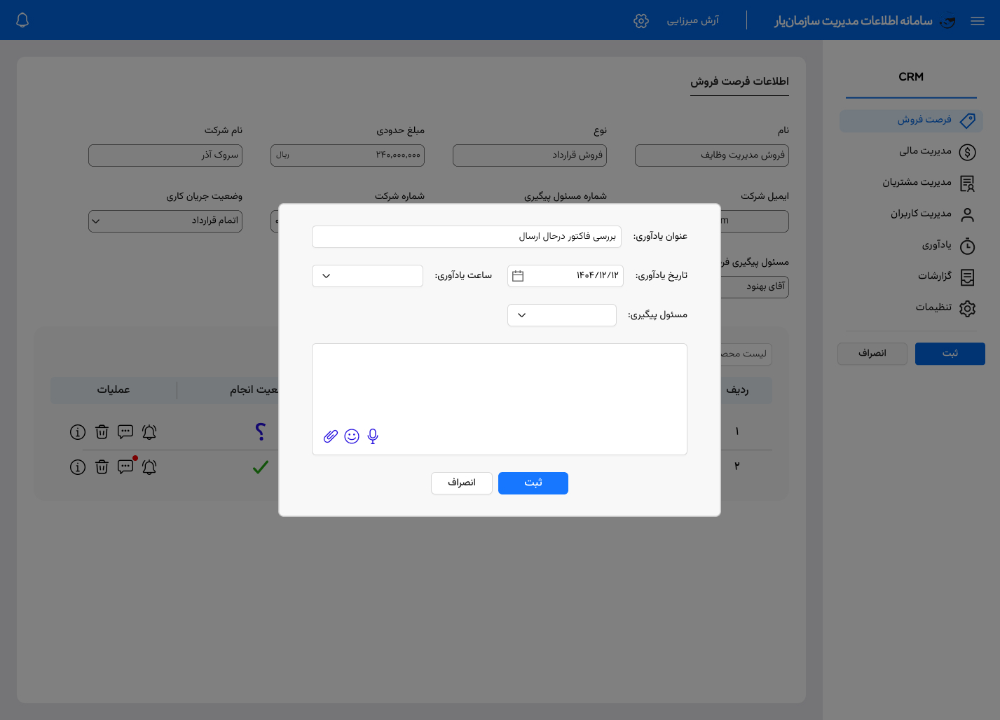 سامانه اطلاعات مدیریت سازمان‌یار
آرش میرزایی
CRM
فرصت فروش
مدیریت مالی
مدیریت مشتریان
مدیریت کاربران
یادآوری
گزارشات
تنظیمات
ثبت
انصراف
اطلاعات فرصت فروش
نام
نوع
مبلغ حدودی
نام شرکت
فروش مدیریت وظایف
فروش قرارداد
۲۴۰,۰۰۰,۰۰۰ ریال
سروک آذر
ایمیل شرکت
شماره مسئول پیگیری
شماره شرکت
وضعیت جریان کاری
m
اتمام قرارداد
مسئول پیگیری
آقای بهنود
لیست
ردیف
انجام
عملیات
۱
؟
۲
عنوان یادآوری:
بررسی فاکتور درحال ارسال
تاریخ یادآوری:
۱۴۰۴/۱۲/۱۲
ساعت یادآوری:
مسئول پیگیری:
ثبت
انصراف